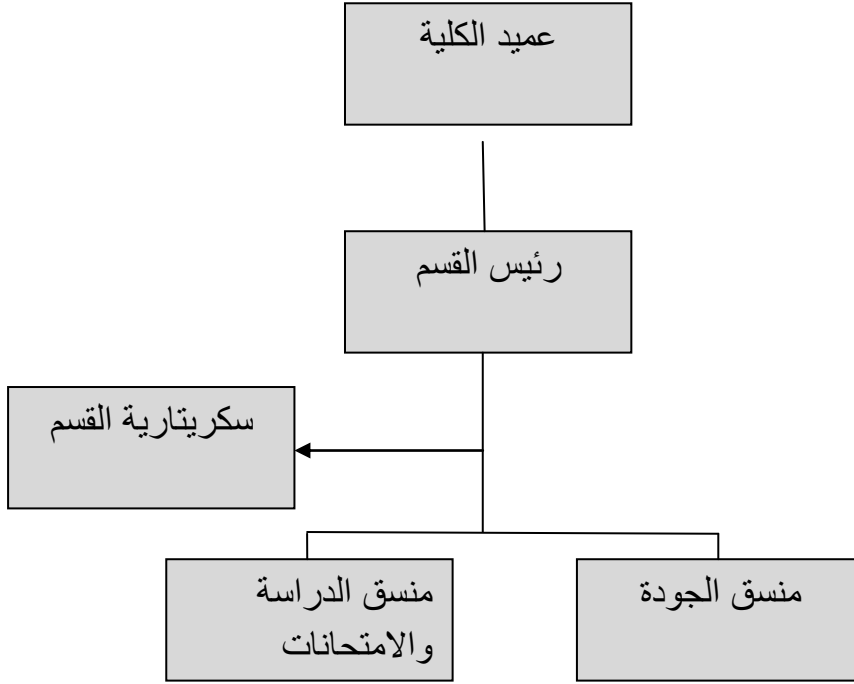 عميد الكلية
رئيس القسم
سكريتارية القسم
منسق الجودة
منسق الدراسة
والامتحانات